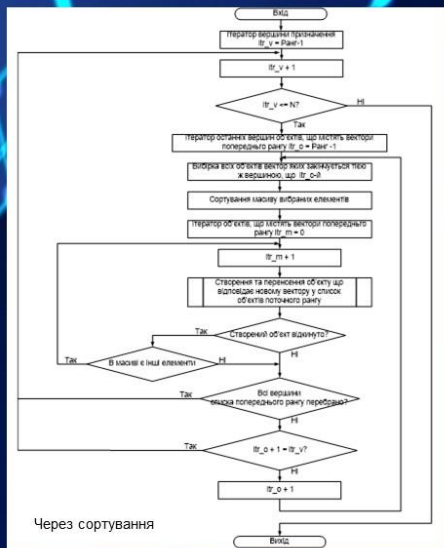 Вхід
Ітератор вершини призначення
itr_v = Ранг-1
itr_v + 1
itr_v <= N?
Ні
Так
Ітератор останніх вершин об'єктів, що містять вектори
попереднього рангу itr_o = Ранг -1
Вибірка всіх об'єктів вектор яких закінчується тією
ж вершиною, що itr_o-й
Сортування масиву вибраних елементів
Ітератор об'єктів, що містять вектори попереднього
рангу itr_m = 0
itr_m + 1
Створення та перенесення об'єкту що
відповідає новому вектору у список
об'єктів поточного рангу
Так
Створений об'єкт відкинуто?
Ні
Так
В масиві є інші елементи
Ні
Так
Всі вершини
списка попереднього рангу перебрано?
Ні
Так
itr_o + 1 = itr_v?
Ні
itr_o + 1
Через сортування
Вихід